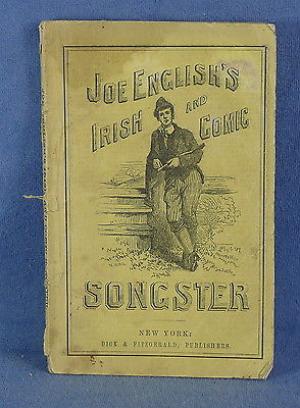 JOE ENGLISH'S
IRISH AND COMIC
SONGSTER
NEW YORK:
DICK & FITZGERALD, PUBLISHERS.